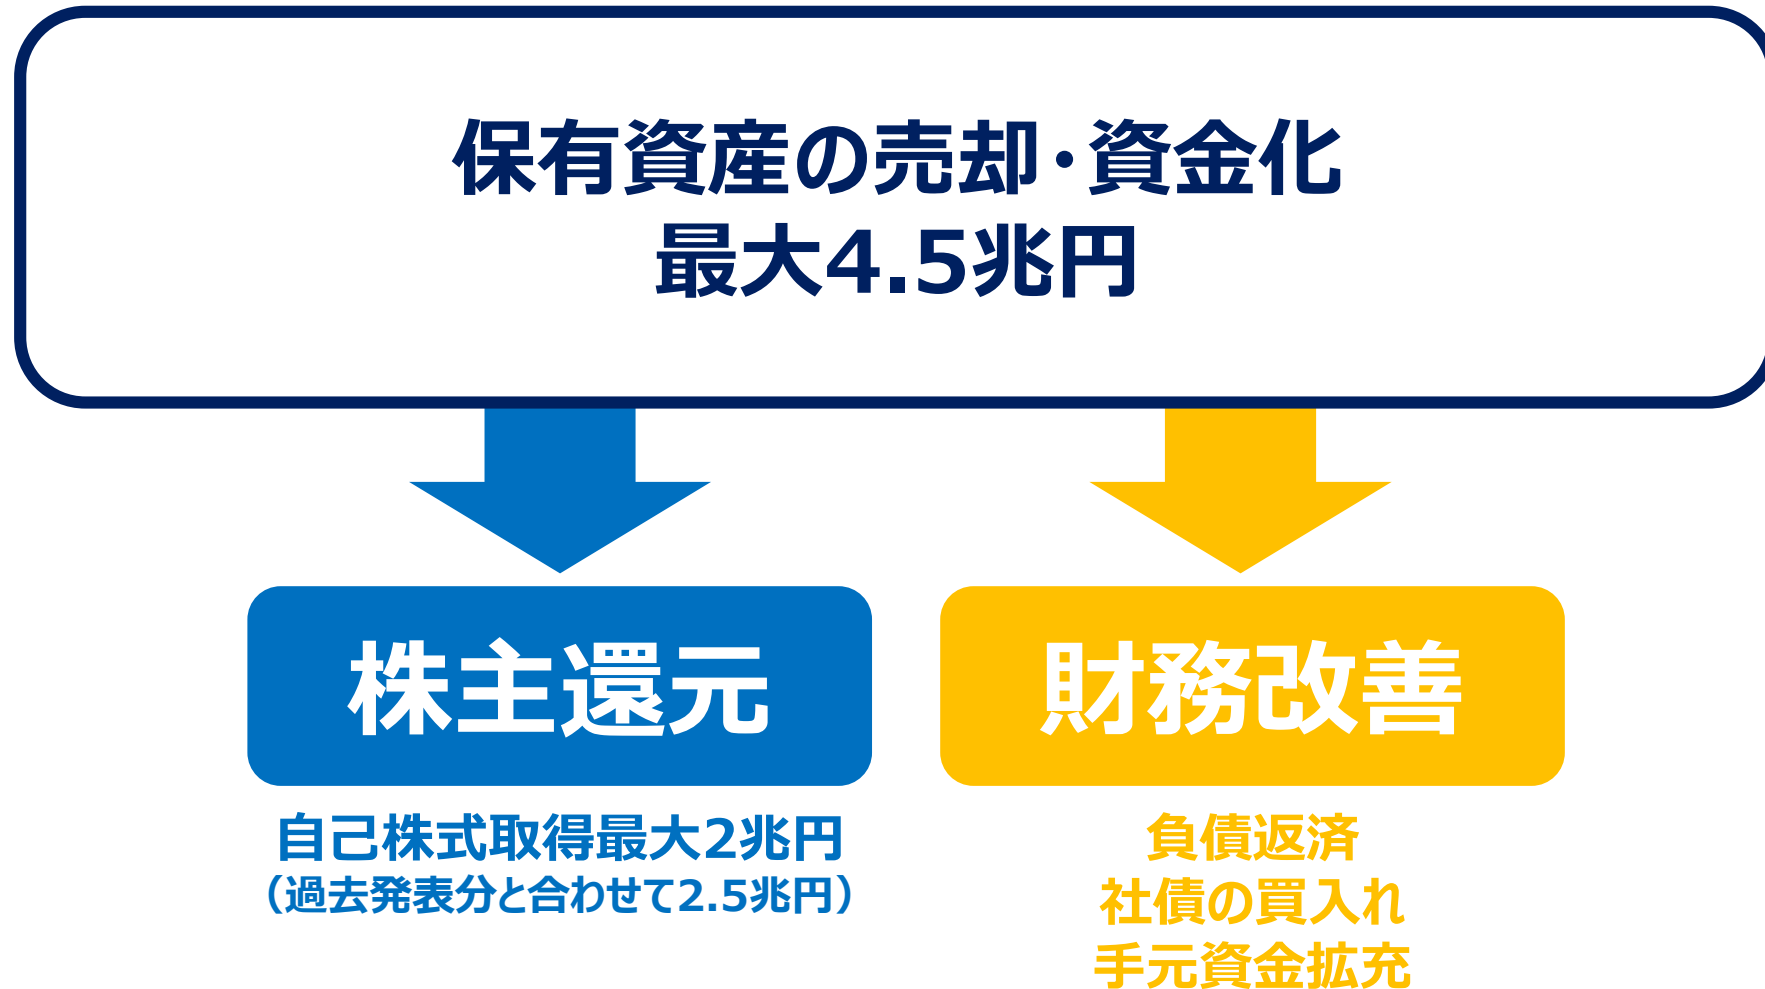 保有資産の売却・資金化
最大4.5兆円
株主還元
自己株式取得最大2兆円
（過去発表分と合わせて2.5兆円）
財務改善
負債返済
社債の買入れ
手元資金拡充